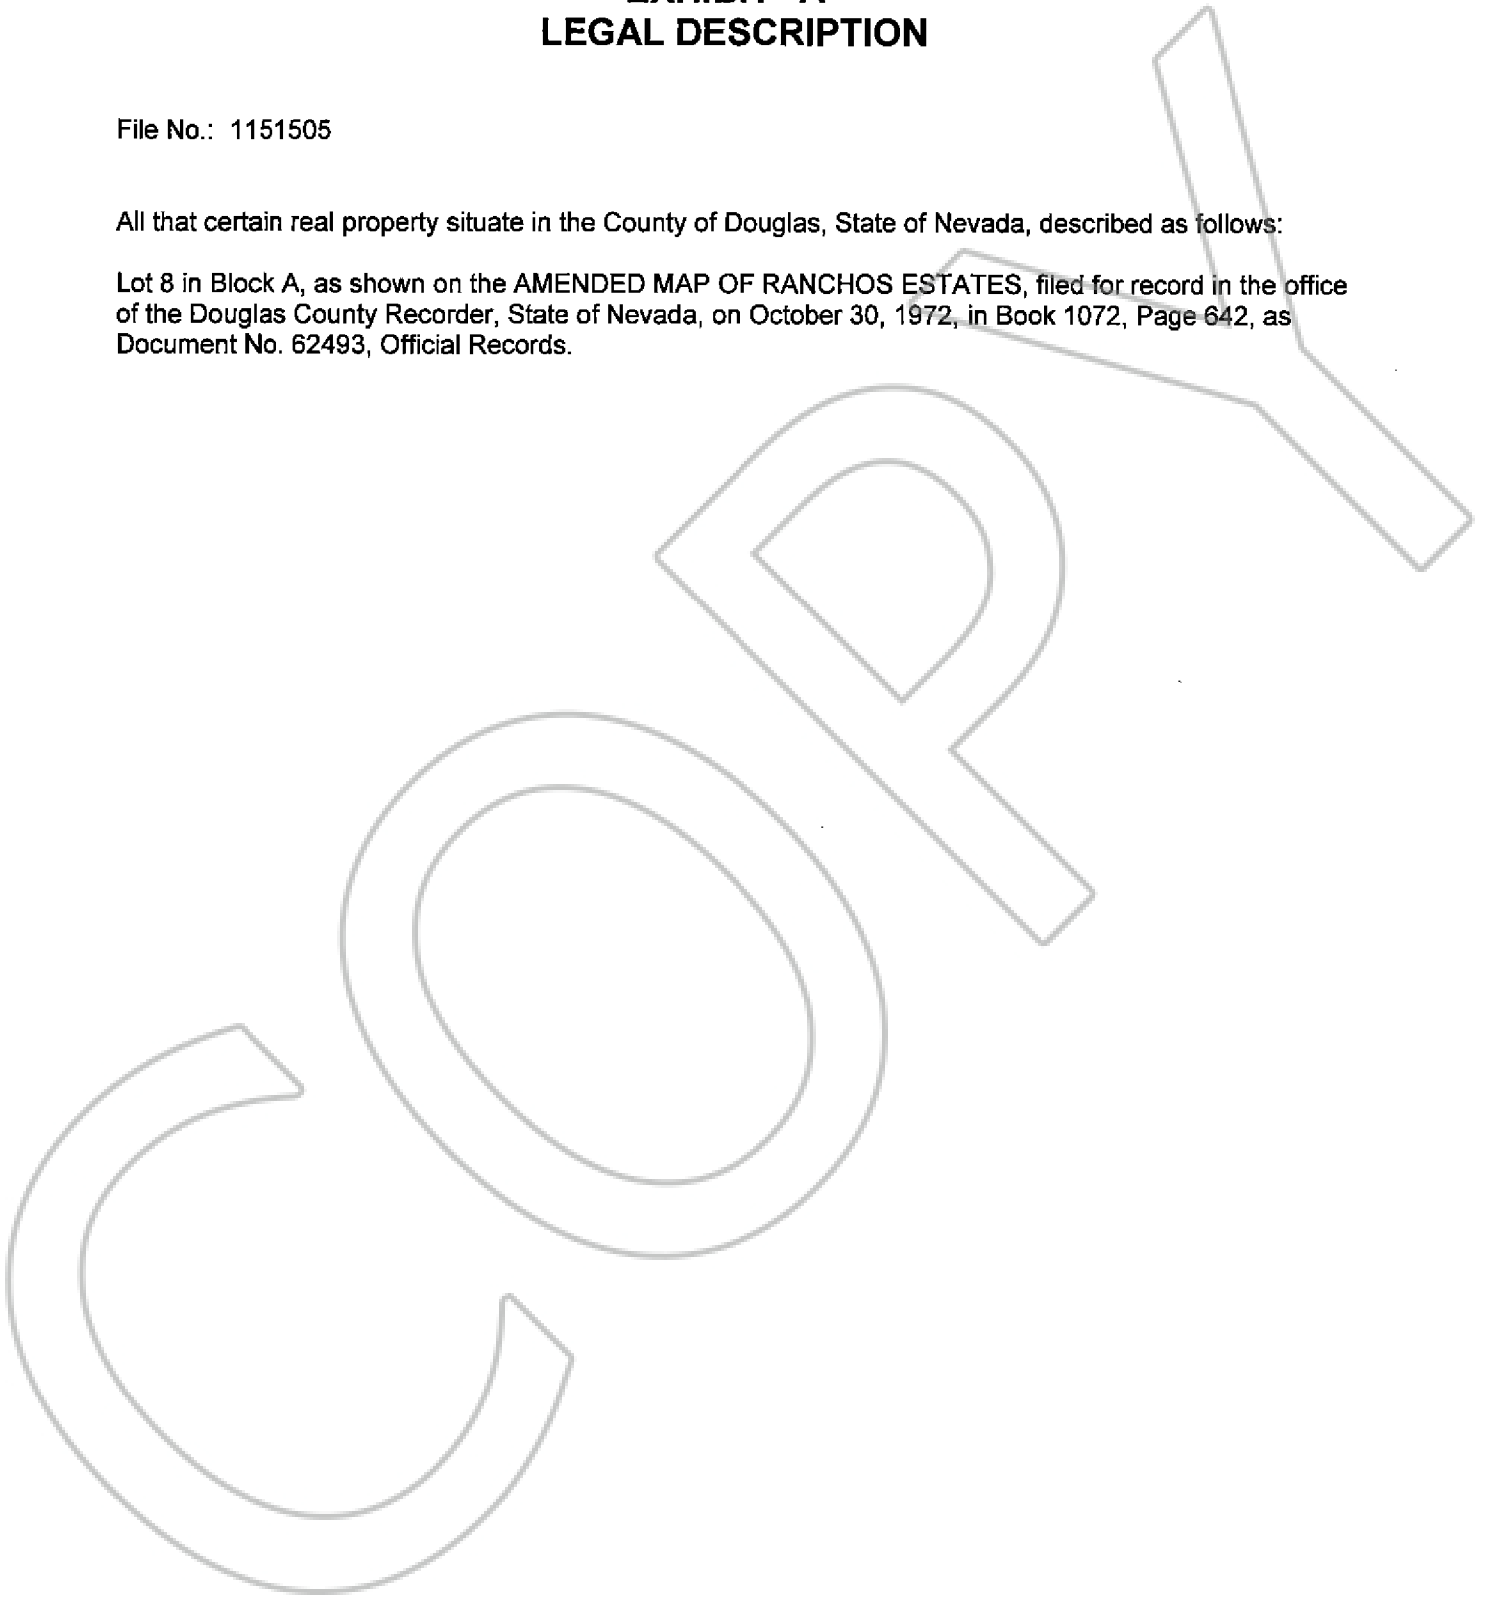 EXHIBIT "A"
LEGAL DESCRIPTION
File No.: 1151505
All that certain real property situate in the County of Douglas, State of Nevada, described as follows:
Lot 8 in Block A, as shown on the AMENDED MAP OF RANCHOS ESTATES, filed for record in the office
of the Douglas County Recorder, State of Nevada, on October 30, 1972, in Book 1072, Page 642, as
Document No. 62493, Official Records.
COPY